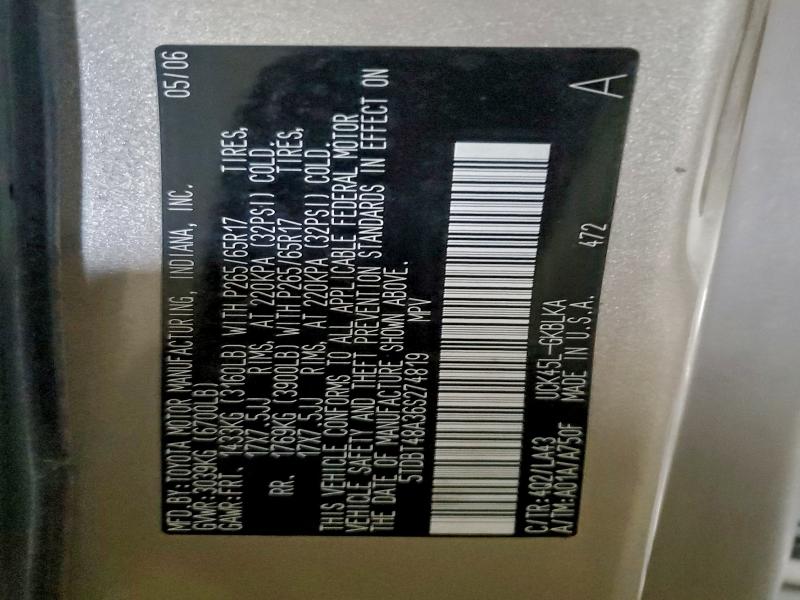 MFD.BY:TOYOTA MOTOR MANUFACTURING, INDIANA, INC. 05/06
GVWR:3039KG (6700LB)
GAWR:FRT. 1433KG (3160LB) WITH P265/65R17 TIRES,
17X7.5JJ RIMS, AT 220KPA (32PSI) COLD.
RR. 1769KG (3900LB) WITH P265/65R17 TIRES,
17X7.5JJ RIMS, AT 220KPA (32PSI) COLD.
THIS VEHICLE CONFORMS TO ALL APPLICABLE FEDERAL MOTOR
VEHICLE SAFETY AND THEFT PREVENTION STANDARDS IN EFFECT ON
THE DATE OF MANUFACTURE SHOWN ABOVE.
5TDBT48A36S274819 MPV
C/TR:402/LA43 UCK45L-GKBLKA
A/TM:A01A/A750F MADE IN U.S.A. 472
A